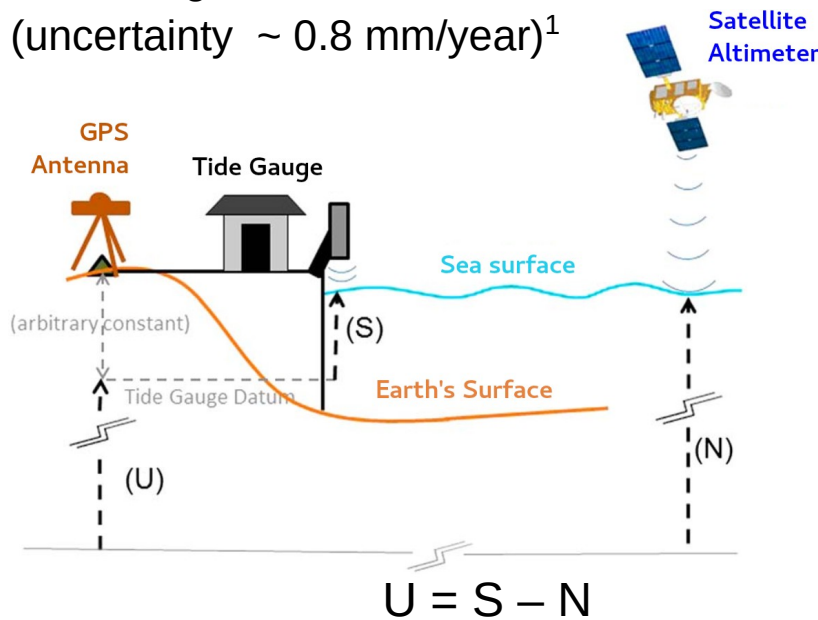 (uncertainty ~ 0.8 mm/year)1
Satellite
Altimeter
GPS
Antenna
Tide Gauge
Sea surface
(arbitrary constant)
(S)
Earth's Surface
Tide Gauge Datum
(U)
(N)
U = S – N